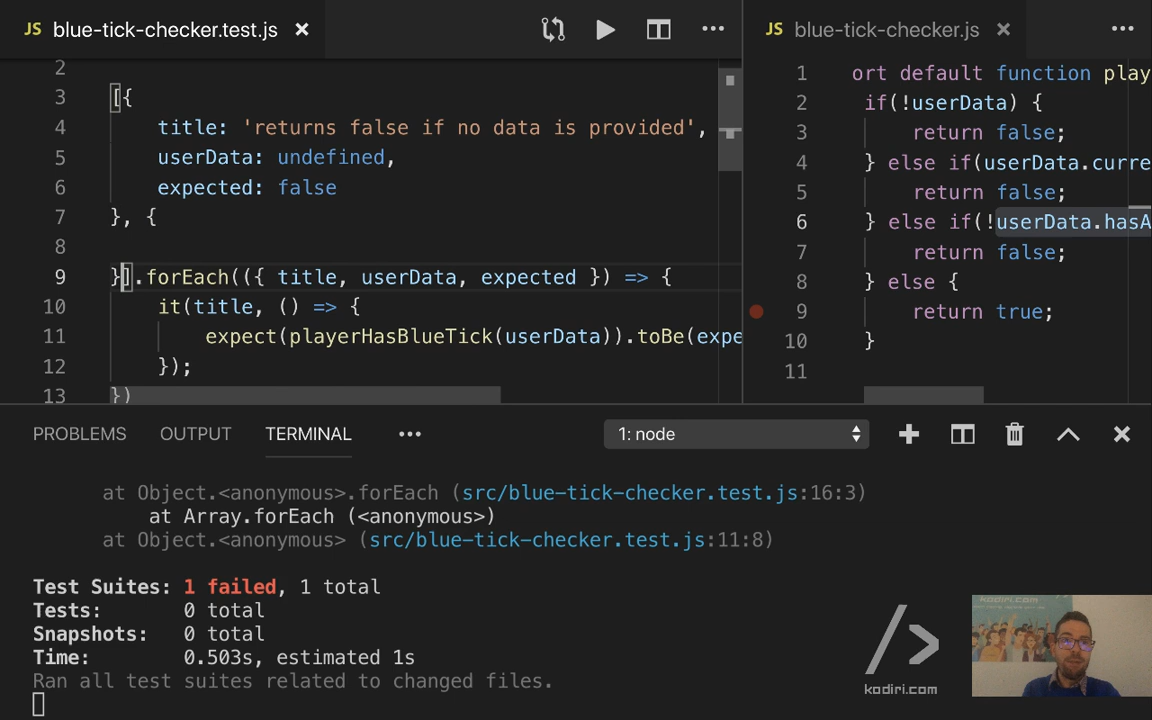 JS blue-tick-checker.test.js ×
JS blue-tick-checker.js ×
2
3 [{
4 title: 'returns false if no data is provided',
5 userData: undefined,
6 expected: false
7 }, {
8
9 }].forEach(({ title, userData, expected }) => {
10 it(title, () => {
11 expect(playerHasBlueTick(userData)).toBe(expe
12 });
13 })
1 ort default function play
2 if(!userData) {
3 return false;
4 } else if(userData.curre
5 return false;
6 } else if(!userData.hasA
7 return false;
8 } else {
9 return true;
10 }
11
PROBLEMS OUTPUT TERMINAL ••• 1: node
at Object.<anonymous>.forEach (src/blue-tick-checker.test.js:16:3)
at Array.forEach (<anonymous>)
at Object.<anonymous> (src/blue-tick-checker.test.js:11:8)
Test Suites: 1 failed, 1 total
Tests: 0 total
Snapshots: 0 total
Time: 0.503s, estimated 1s
Ran all test suites related to changed files.
/>
kodiri.com
kodiri.com